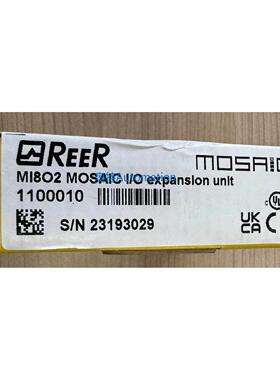 REER MOSAIC
MI8O2 MOSAIC I/O expansion unit
1100010
S/N 23193029
UK
CA